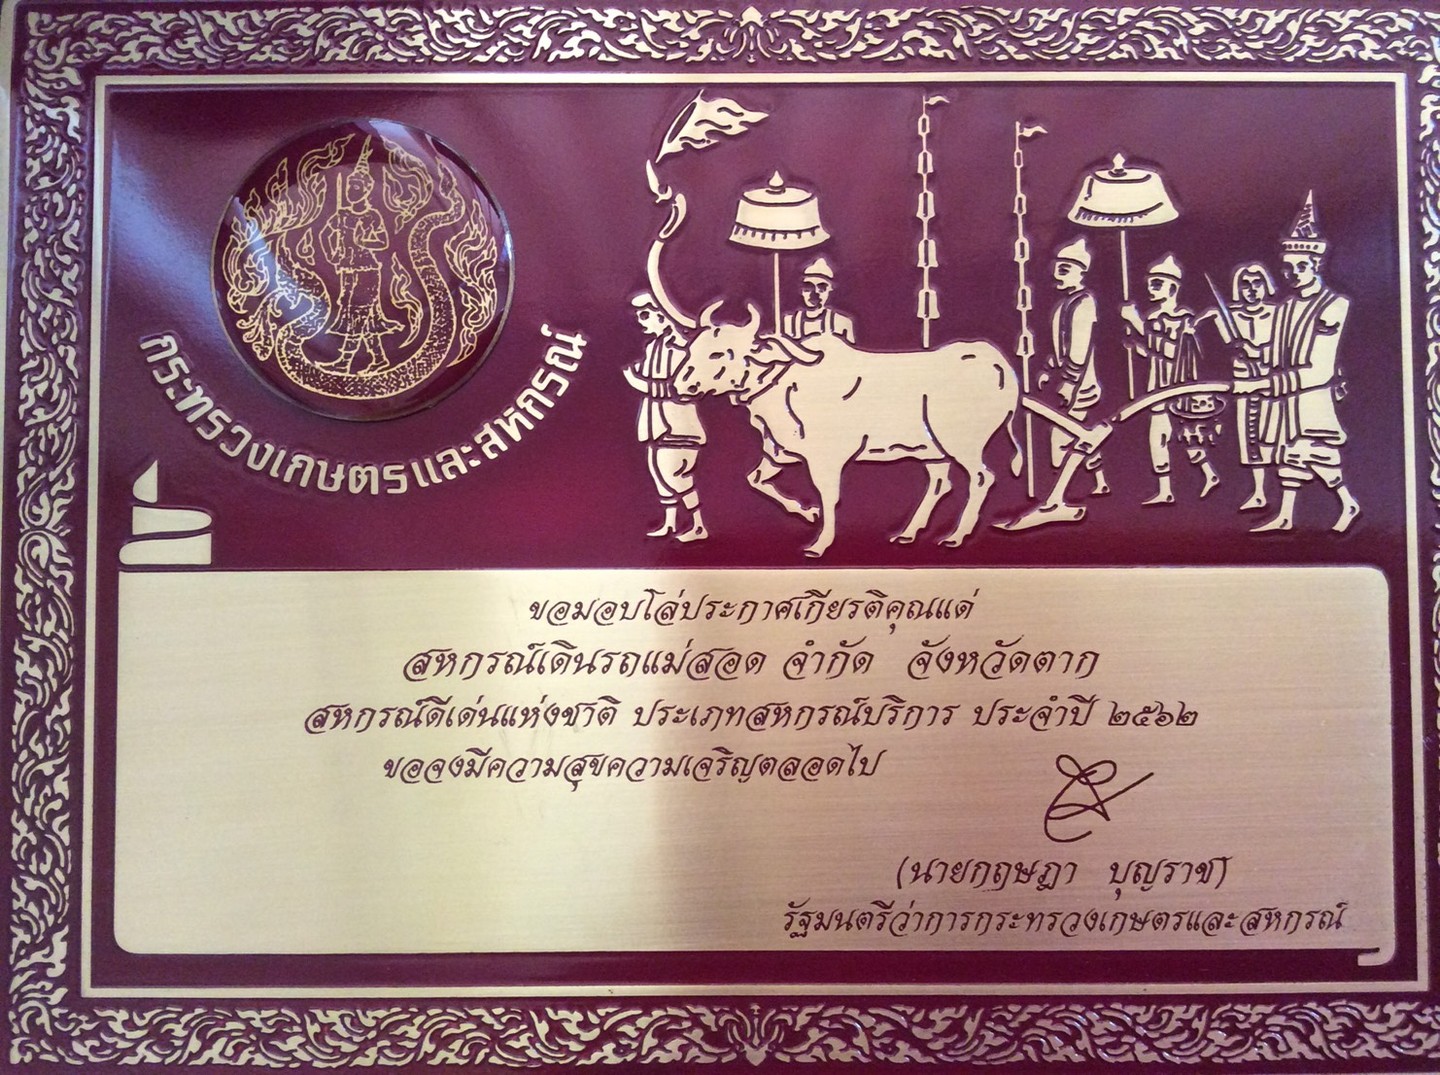 กระทรวงเกษตรและสหกรณ์
ขอมอบโล่ประกาศเกียรติคุณแด่
สหกรณ์เดินรถแม่สอด จำกัด จังหวัดตาก
สหกรณ์ดีเด่นแห่งชาติ ประเภทสหกรณ์บริการ ประจำปี ๒๕๖๒
ขอจงมีความสุขความเจริญตลอดไป
(นายกฤษฎา บุญราช)
รัฐมนตรีว่าการกระทรวงเกษตรและสหกรณ์